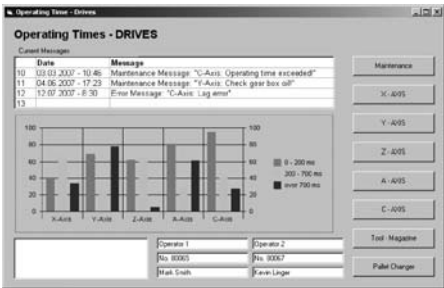 Operating Time - Drives
Operating Times - DRIVES
Current Messages
Date Message
10 03.03.2007 - 10:46 Maintenance Message: "C-Axis: Operating time exceeded!"
11 04.06.2007 - 17:23 Maintenance Message: "Y-Axis: Check gear box oil!"
12 12.07.2007 - 8:30 Error Message: "C-Axis: Lag error"
13
Maintenance
X - AXIS
Y - AXIS
Z - AXIS
A - AXIS
C - AXIS
Tool - Magazine
Pallet Changer
100 100
80 80
60 60
40 40
20 20
0 0
X-Axis Y-Axis Z-Axis A-Axis C-Axis
0 - 200 ms
200 - 700 ms
over 700 ms
Operator 1 Operator 2
No. 80065 No. 80067
Mark Smith Kevin Linger